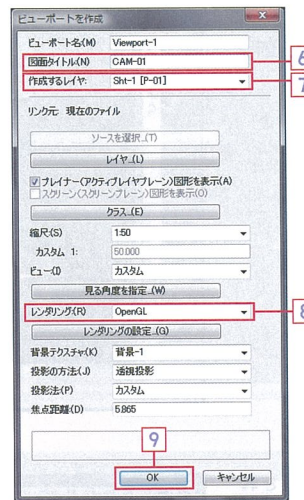 ビューポートを作成
ビューポート名(M) Viewport-1
図面タイトル(N) CAM-01 6
作成するレイヤ: Sht-1 [P-01] 7
リンク元: 現在のファイル
ソースを選択...(T)
レイヤ...(L)
プレイナー(アクティブレイヤプレーン)図形を表示(A)
スクリーン(スクリーンプレーン)図形を表示(O)
クラス...(E)
縮尺(S) 1:50
カスタム 1: 50.000
ビュー(I) カスタム
見る角度を指定...(W)
レンダリング(R) OpenGL 8
レンダリングの設定...(G)
背景テクスチャ(K) 背景-1
投影の方法(J) 透視投影
投影法(P) カスタム
焦点距離(D) 5.865
9
OK キャンセル